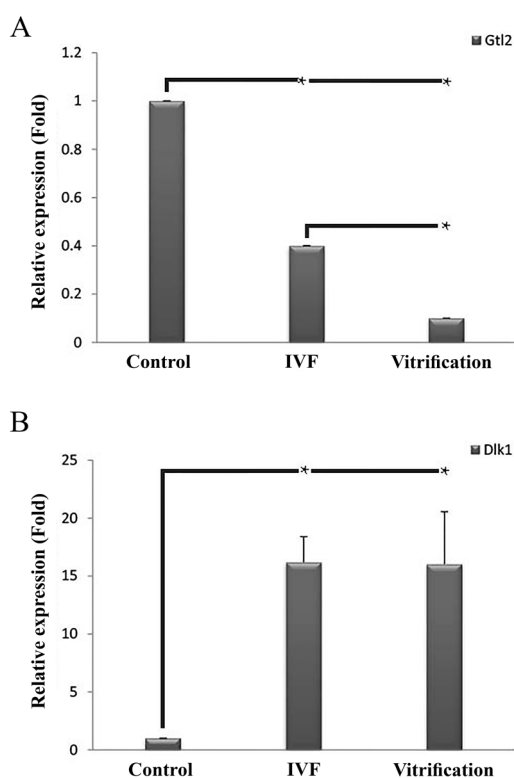 A
Gtl2
Relative expression (Fold)
1.2
1
0.8
0.6
0.4
0.2
0
* *
*
Control IVF Vitrification
B
Dlk1
Relative expression (Fold)
25
20
15
10
5
0
* *
Control IVF Vitrification